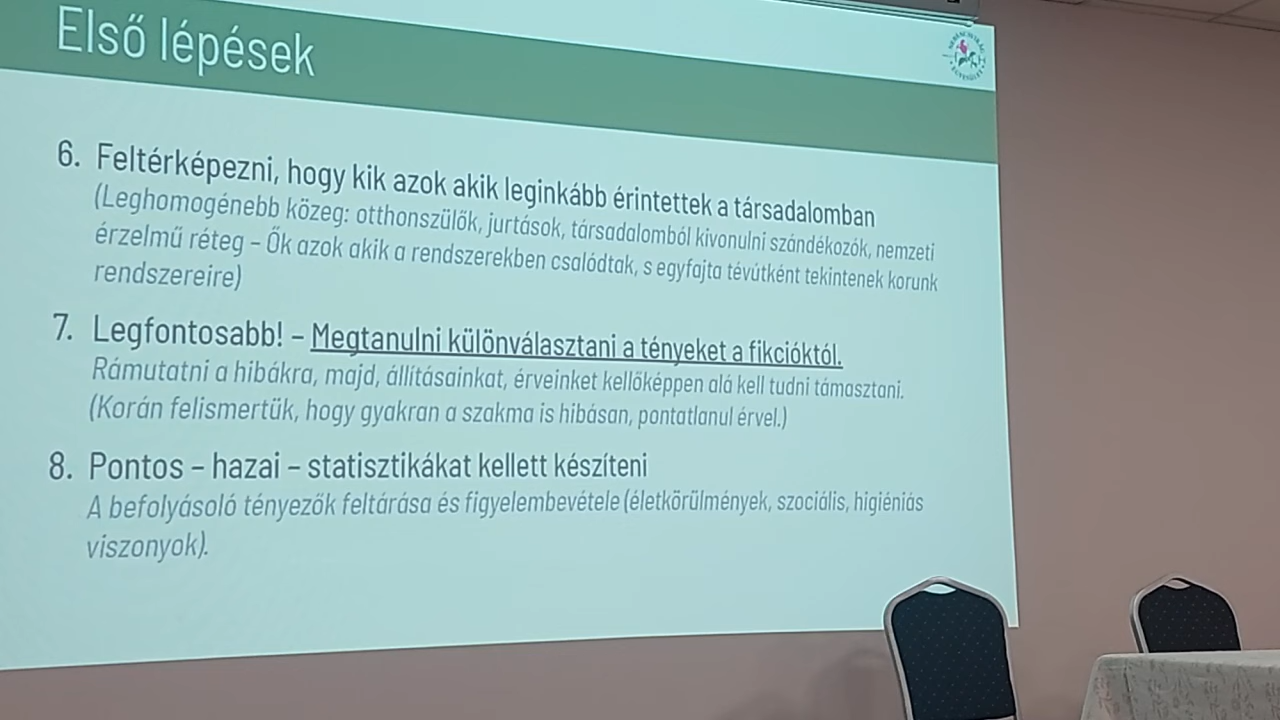 Első lépések
6. Feltérképezni, hogy kik azok akik leginkább érintettek a társadalomban
(Leghomogénebb közeg: otthonszülők, jurtások, társadalomból kivonulni szándékozók, nemzeti
érzelmű réteg – Ők azok akik a rendszerekben csalódtak, s egyfajta tévútként tekintenek korunk
rendszereire)
7. Legfontosabb! – Megtanulni különválasztani a tényeket a fikcióktól.
Rámutatni a hibákra, majd, állításainkat, érveinket kellőképpen alá kell tudni támasztani.
(Korán felismertük, hogy gyakran a szakma is hibásan, pontatlanul érvel.)
8. Pontos – hazai – statisztikákat kellett készíteni
A befolyásoló tényezők feltárása és figyelembevétele (életkörülmények, szociális, higiéniás
viszonyok).